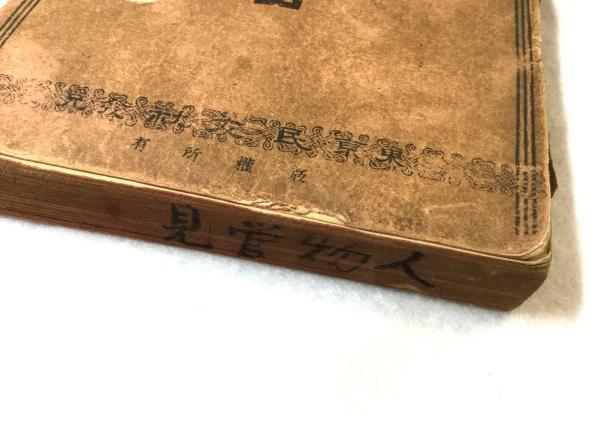 東京民友社發兌
版權所有
人物管見